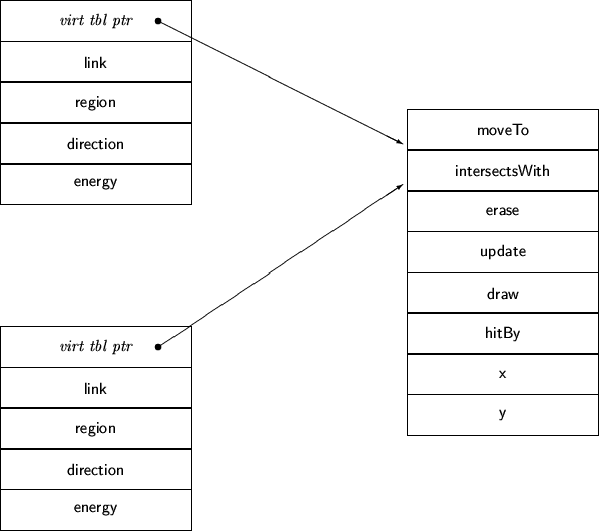 virt tbl ptr
link
region
direction
energy
moveTo
intersectsWith
erase
update
draw
hitBy
x
y
virt tbl ptr
link
region
direction
energy